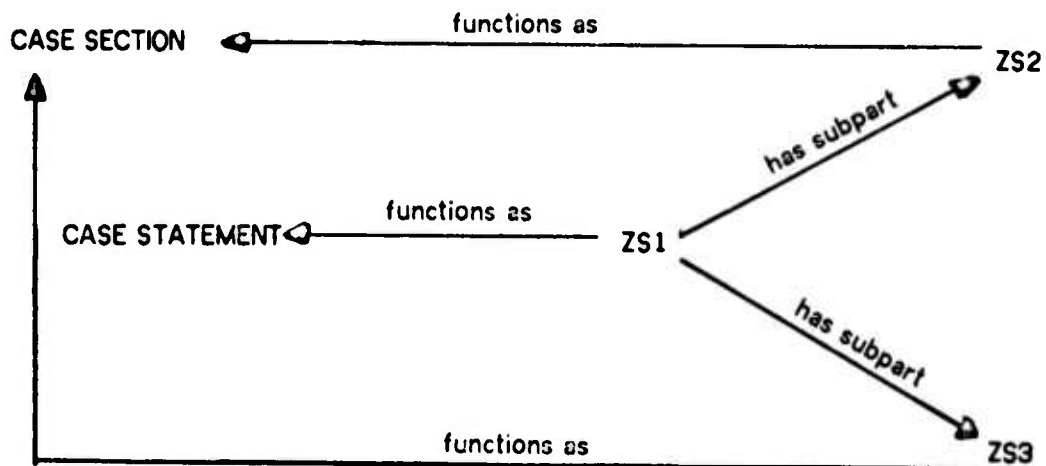 functions as
CASE SECTION
ZS2
has subpart
functions as
CASE STATEMENT
ZS1
has subpart
functions as
ZS3